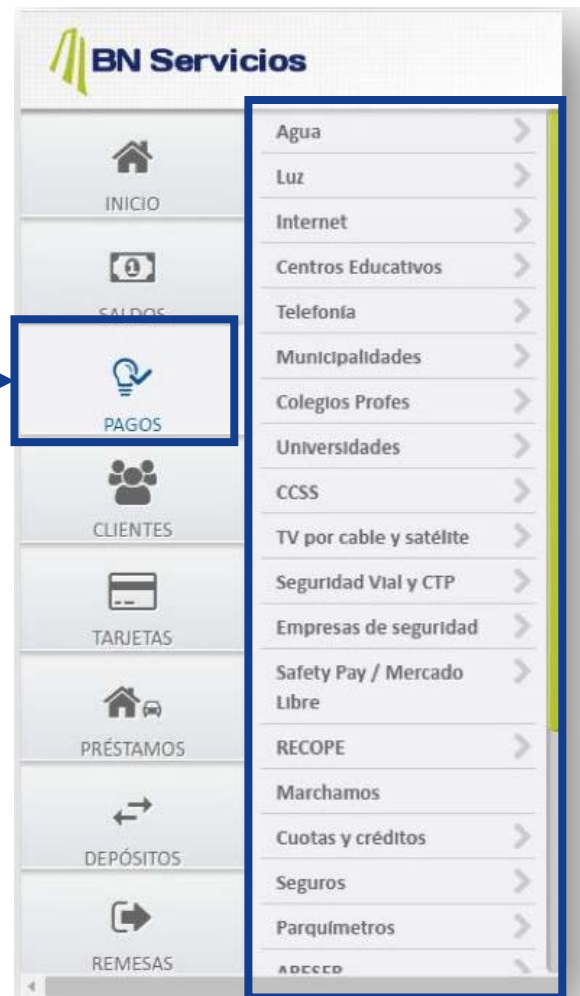 BN Servicios
INICIO
SALDOS
PAGOS
CLIENTES
TARJETAS
PRÉSTAMOS
DEPÓSITOS
REMESAS
Agua
Luz
Internet
Centros Educativos
Telefonía
Municipalidades
Colegios Profes
Universidades
CCSS
TV por cable y satélite
Seguridad Vial y CTP
Empresas de seguridad
Safety Pay / Mercado
Libre
RECOPE
Marchamos
Cuotas y créditos
Seguros
Parquímetros